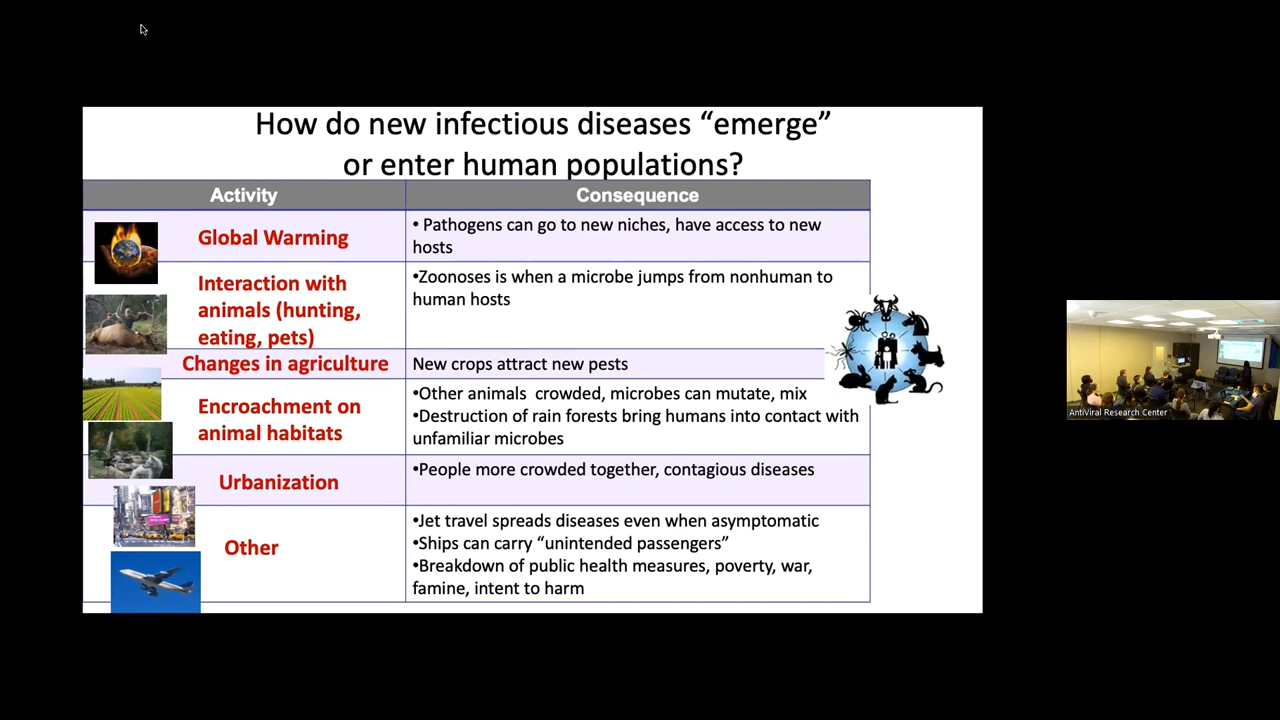 How do new infectious diseases “emerge”
or enter human populations?
Activity
Consequence
Global Warming
• Pathogens can go to new niches, have access to new
hosts
Interaction with
animals (hunting,
eating, pets)
•Zoonoses is when a microbe jumps from nonhuman to
human hosts
Changes in agriculture
New crops attract new pests
Encroachment on
animal habitats
•Other animals  crowded, microbes can mutate, mix
•Destruction of rain forests bring humans into contact with
unfamiliar microbes
Urbanization
•People more crowded together, contagious diseases
Other
•Jet travel spreads diseases even when asymptomatic
•Ships can carry “unintended passengers”
•Breakdown of public health measures, poverty, war,
famine, intent to harm
AntiViral Research Center